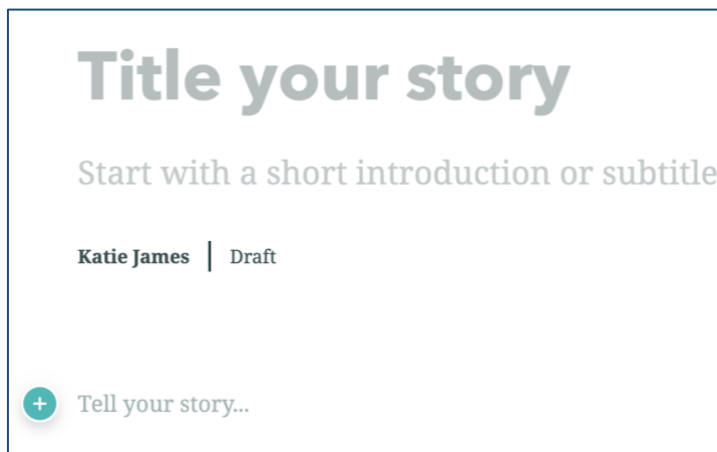 Title your story
Start with a short introduction or subtitle
Katie James | Draft
Tell your story...